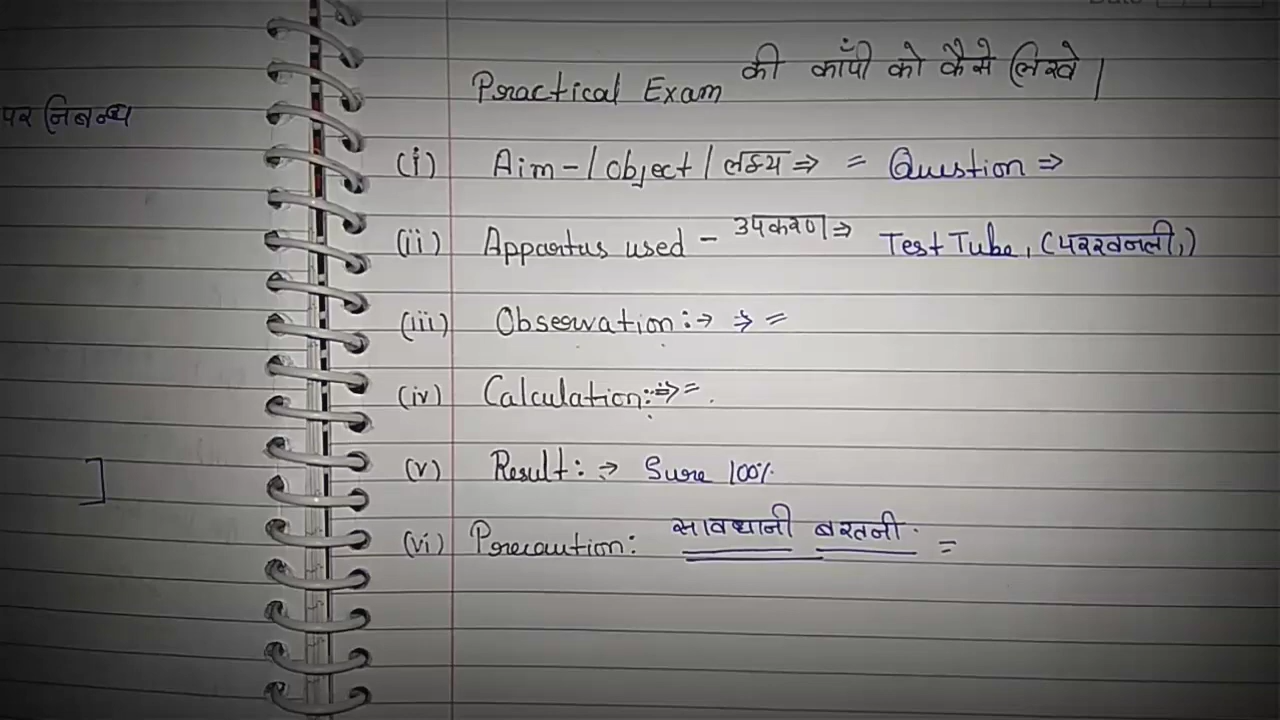 Practical Exam की कॉपी को कैसे लिखे |
पर निबन्ध
(i) Aim - / Object / लक्ष्य ⇒ = Question ⇒
(ii) Appartus used - उपकरण ⇒ Test Tube, (परखनली,)
(iii) Observation :→ ⇒ =
(iv) Calculation :⇒ = .
(v) Result : → Sure 100%
(vi) Precaution : सावधानी बरतनी . =
]